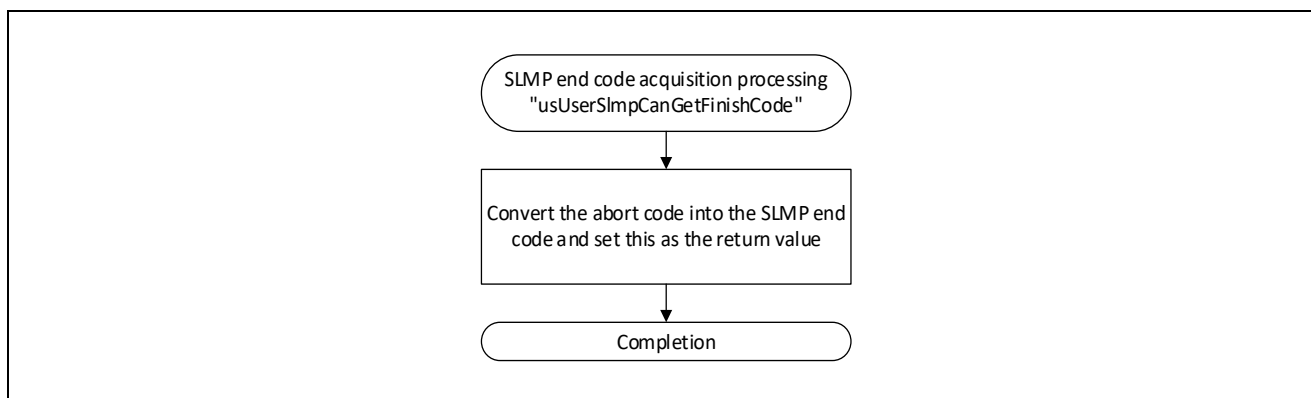 SLMP end code acquisition processing
"usUserSlmpCanGetFinishCode"
Convert the abort code into the SLMP end
code and set this as the return value
Completion